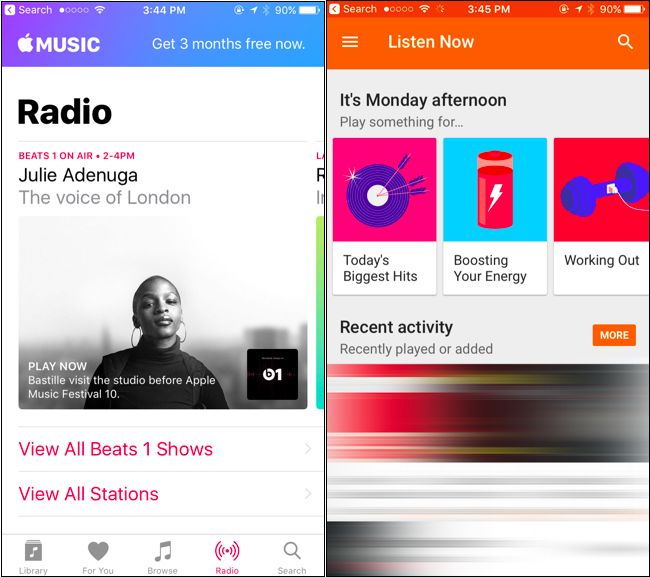 Search 3:44 PM 90%
MUSIC Get 3 months free now.
Radio
BEATS 1 ON AIR • 2-4PM
Julie Adenuga
The voice of London
L
R
Ir
PLAY NOW
Bastille visit the studio before Apple
Music Festival 10.
1
View All Beats 1 Shows
View All Stations
Library For You Browse Radio Search
Search 3:45 PM 90%
Listen Now
It's Monday afternoon
Play something for...
Today's
Biggest Hits
Boosting
Your Energy
Working Out
Recent activity
MORE
Recently played or added